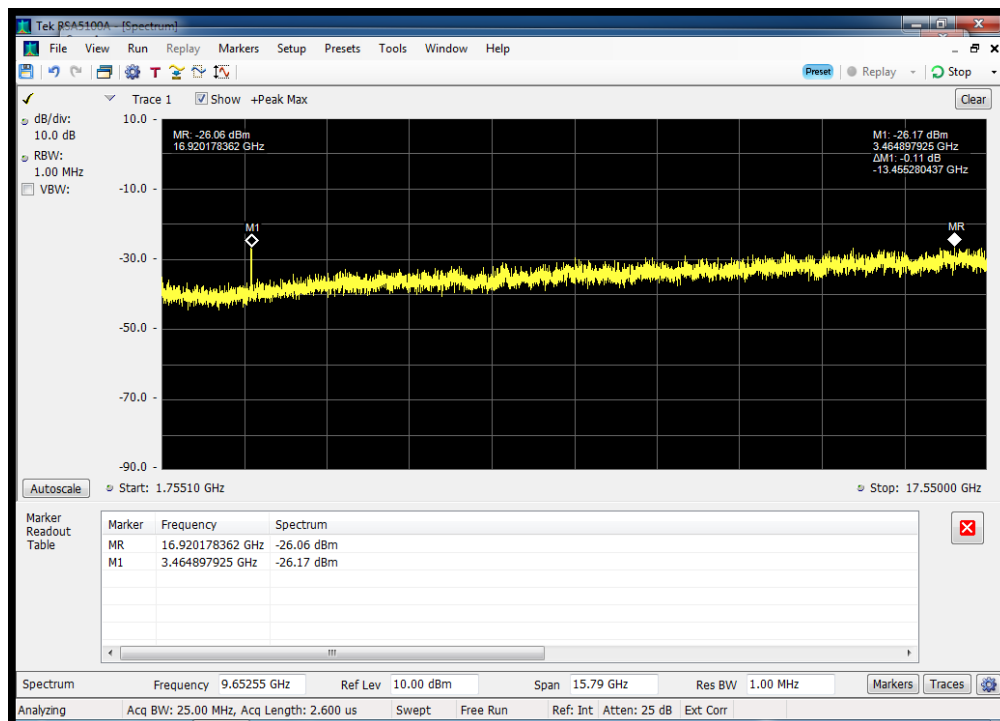 Tek RSA5100A - [Spectrum]
File View Run Replay Markers Setup Presets Tools Window Help
Preset Replay Stop
Trace 1 Show +Peak Max Clear
dB/div:
10.0 dB
RBW:
1.00 MHz
VBW:
10.0
-10.0 -
-30.0 -
-50.0 -
-70.0 -
-90.0 -
MR: -26.06 dBm
16.920178362 GHz
M1: -26.17 dBm
3.464897925 GHz
ΔM1: -0.11 dB
-13.455280437 GHz
M1
MR
Autoscale Start: 1.75510 GHz Stop: 17.55000 GHz
Marker
Readout
Table
Marker Frequency Spectrum
MR 16.920178362 GHz -26.06 dBm
M1 3.464897925 GHz -26.17 dBm
Spectrum Frequency 9.65255 GHz Ref Lev 10.00 dBm Span 15.79 GHz Res BW 1.00 MHz Markers Traces
Analyzing Acq BW: 25.00 MHz, Acq Length: 2.600 us Swept Free Run Ref: Int Atten: 25 dB Ext Corr